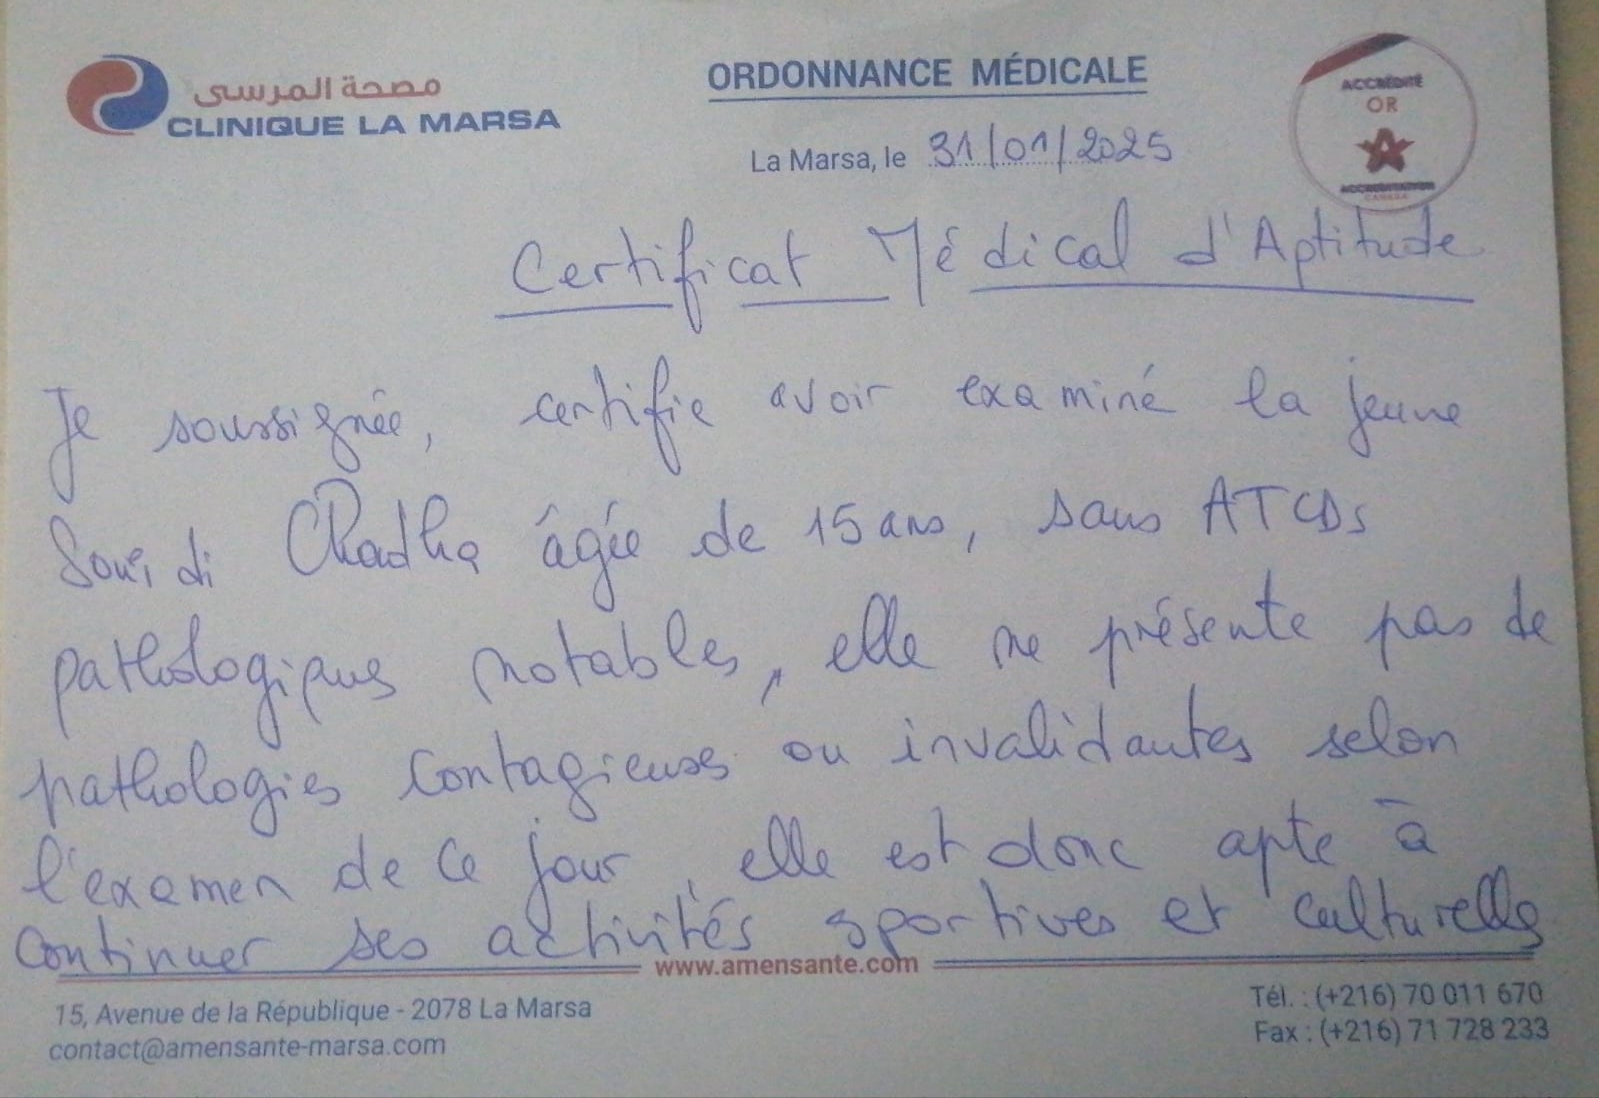 مصحة المرسى
CLINIQUE LA MARSA
ORDONNANCE MÉDICALE
La Marsa, le 31/01/2025
ACCRÉDITÉ
OR
ACCREDITATION
CANADA
Certificat Médical d'Aptitude
Je soussignée, certifie avoir examiné la jeune
Souidi Chadha âgée de 15 ans, sans ATCDs
pathologiques notables, elle ne présente pas de
pathologies contagieuses ou invalidantes selon
l'examen de ce jour, elle est donc apte à
continuer ses activités sportives et culturelles
www.amensante.com
15, Avenue de la République - 2078 La Marsa
contact@amensante-marsa.com
Tél. : (+216) 70 011 670
Fax : (+216) 71 728 233